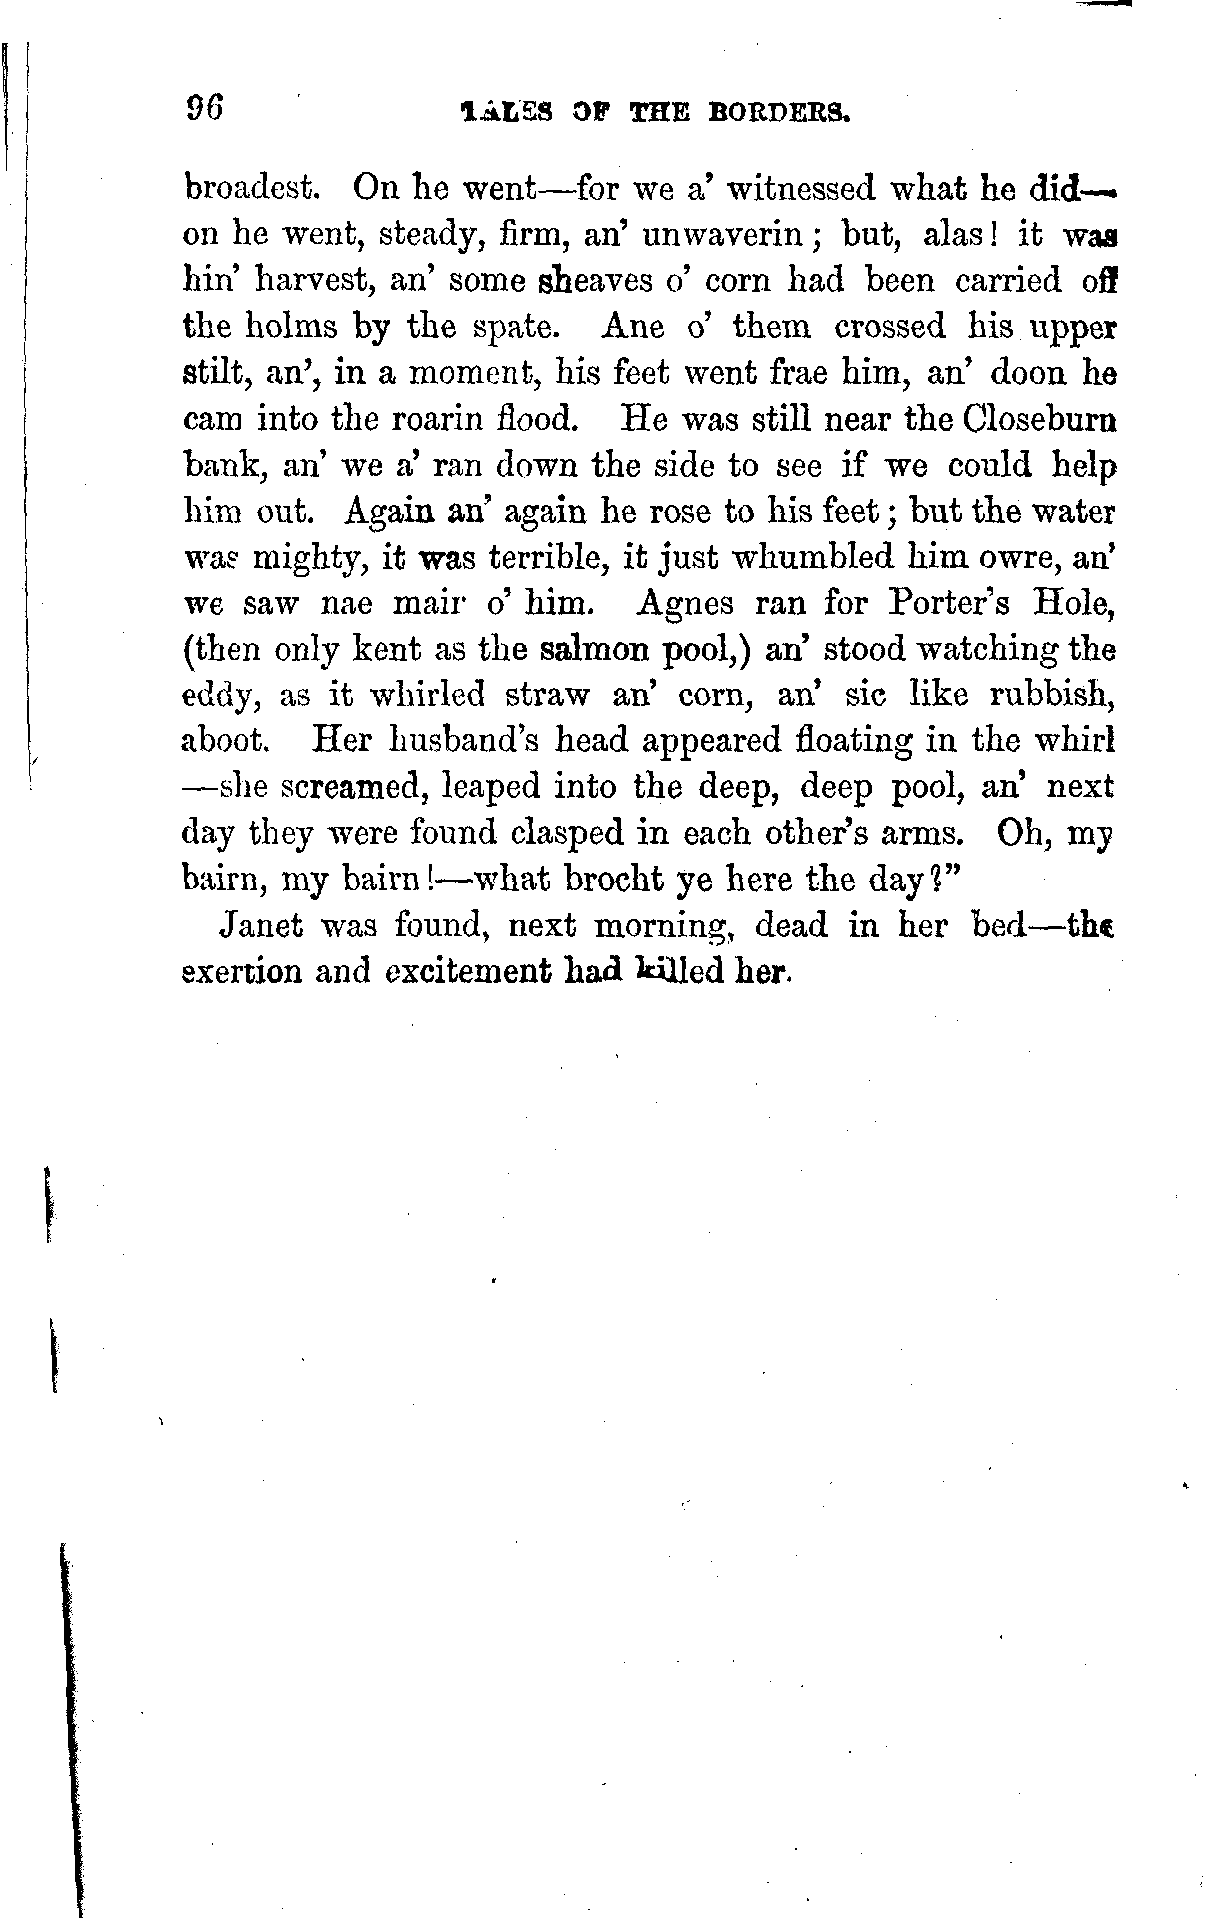 96 TALES OF THE BORDERS.
broadest. On he went—for we a' witnessed what he did—
on he went, steady, firm, an' unwaverin; but, alas! it was
hin' harvest, an' some sheaves o' corn had been carried off
the holms by the spate. Ane o' them crossed his upper
stilt, an', in a moment, his feet went frae him, an' doon he
cam into the roarin flood. He was still near the Closeburn
bank, an' we a' ran down the side to see if we could help
him out. Again an' again he rose to his feet; but the water
was mighty, it was terrible, it just whumbled him owre, an'
we saw nae mair o' him. Agnes ran for Porter's Hole,
(then only kent as the salmon pool,) an' stood watching the
eddy, as it whirled straw an' corn, an' sic like rubbish,
aboot. Her husband's head appeared floating in the whirl
—she screamed, leaped into the deep, deep pool, an' next
day they were found clasped in each other's arms. Oh, my
bairn, my bairn!—what brocht ye here the day?"
Janet was found, next morning, dead in her bed—the
exertion and excitement had killed her.